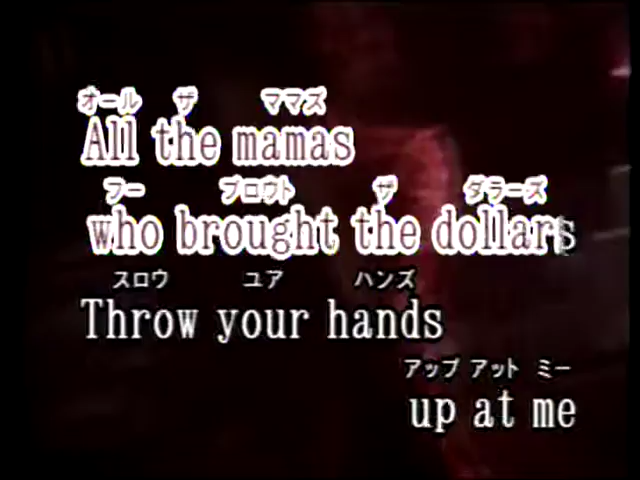 オール ザ ママズ
All the mamas
フー ブロウト ザ ダラーズ
who brought the dollars
スロウ ユア ハンズ
Throw your hands
アップ アット ミー
up at me